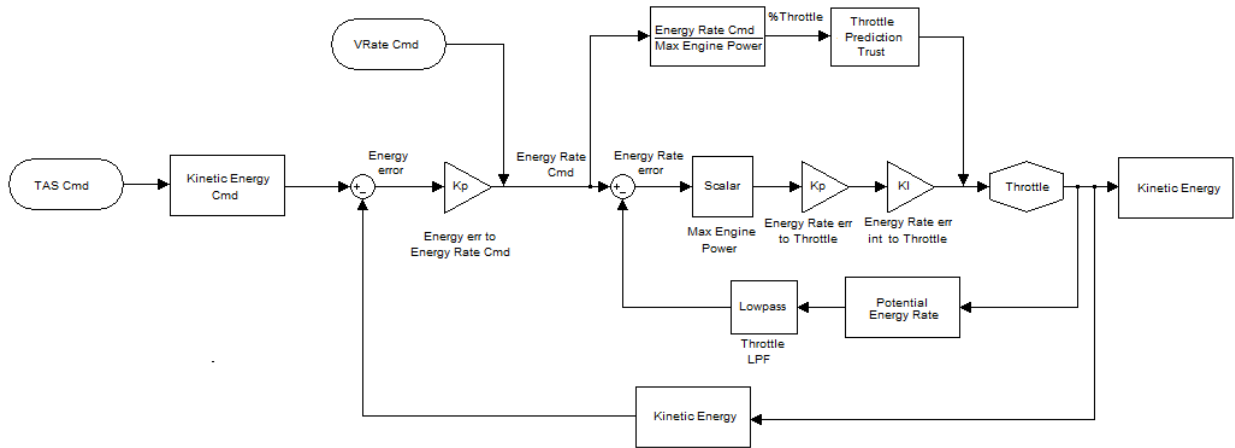 %Throttle
Energy Rate Cmd
Max Engine Power
Throttle
Prediction
Trust
VRate Cmd
TAS Cmd
Kinetic Energy
Cmd
+
-
Energy
error
Kp
Energy err to
Energy Rate Cmd
Energy Rate
Cmd
+
-
Energy Rate
error
Scalar
Max Engine
Power
Kp
Energy Rate err
to Throttle
KI
Energy Rate err
int to Throttle
Throttle
Kinetic Energy
Lowpass
Throttle
LPF
Potential
Energy Rate
Kinetic Energy